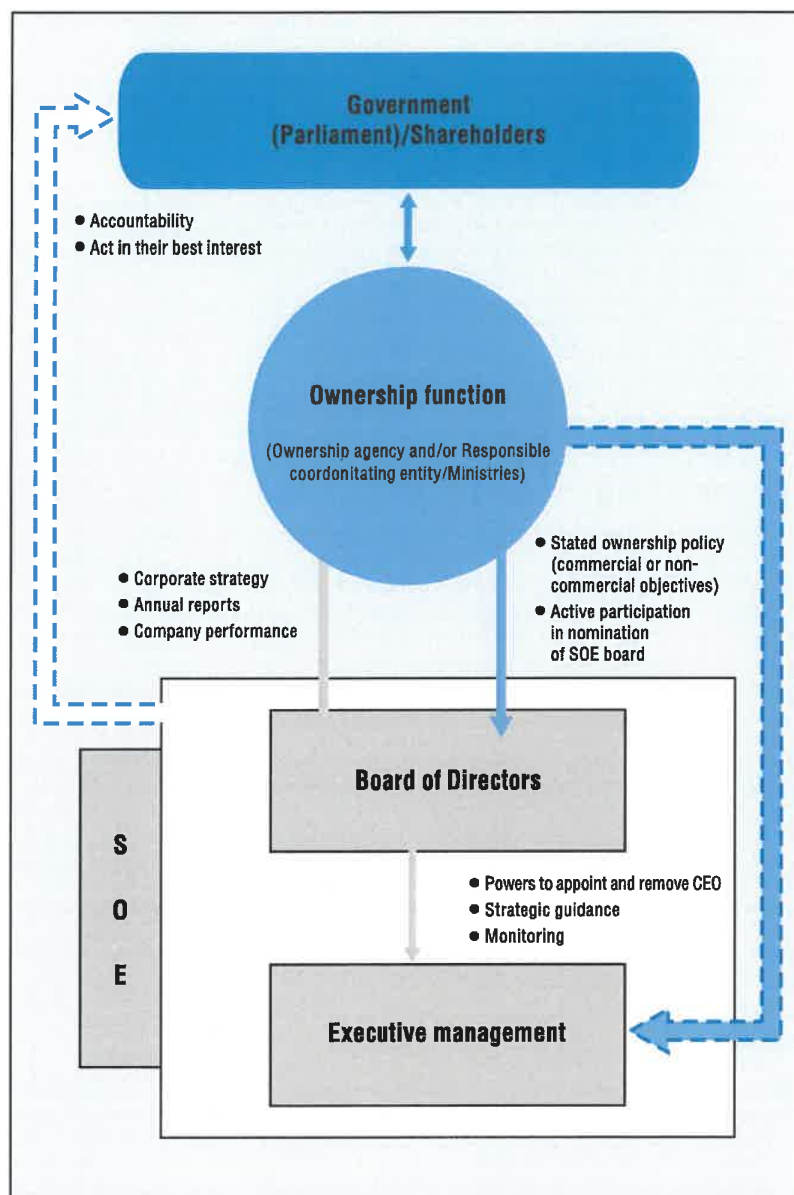 Government
(Parliament)/Shareholders
● Accountability
● Act in their best interest
Ownership function
(Ownership agency and/or Responsible
coordonitating entity/Ministries)
● Corporate strategy
● Annual reports
● Company performance
● Stated ownership policy
(commercial or non-
commercial objectives)
● Active participation
in nomination
of SOE board
Board of Directors
S
O
E
● Powers to appoint and remove CEO
● Strategic guidance
● Monitoring
Executive management